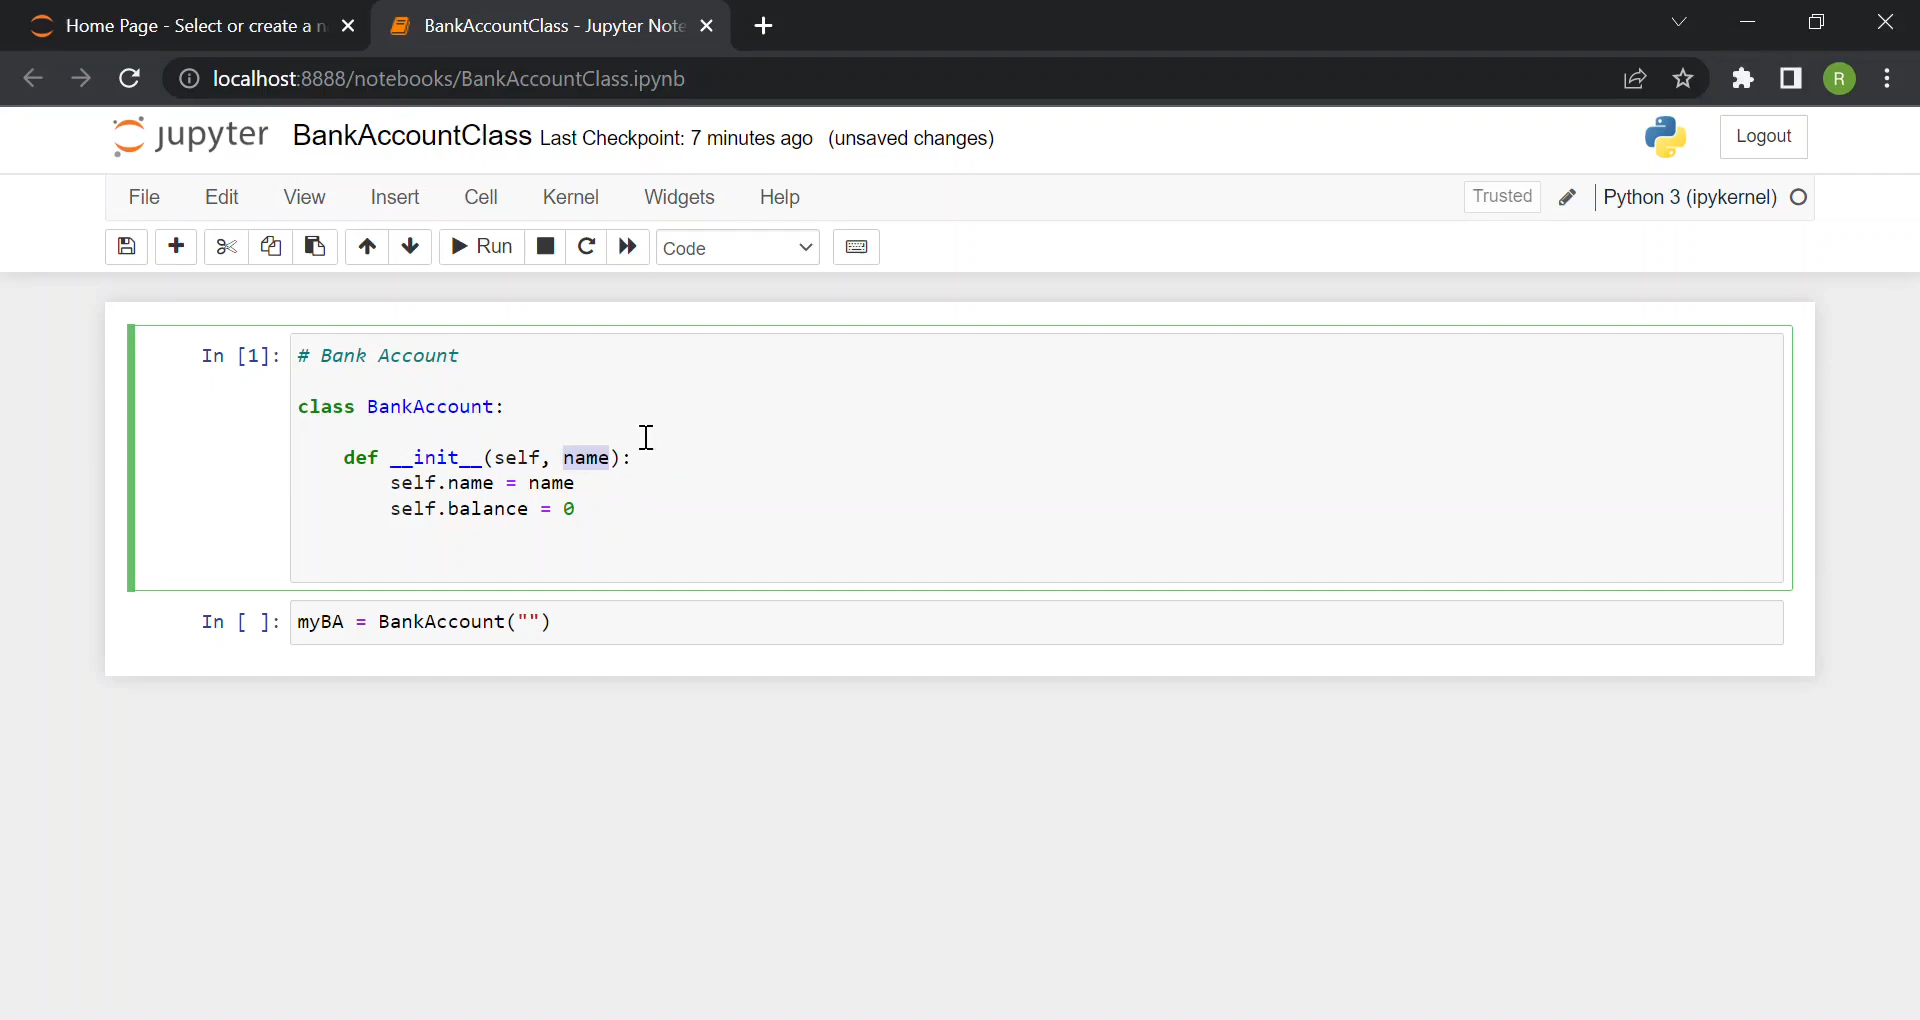 Home Page - Select or create a n
BankAccountClass - Jupyter Note
localhost:8888/notebooks/BankAccountClass.ipynb
R
jupyter BankAccountClass Last Checkpoint: 7 minutes ago (unsaved changes)
Logout
File Edit View Insert Cell Kernel Widgets Help
Trusted Python 3 (ipykernel)
Run Code
In [1]: # Bank Account
class BankAccount:
def __init__(self, name):
self.name = name
self.balance = 0
In [ ]: myBA = BankAccount("")